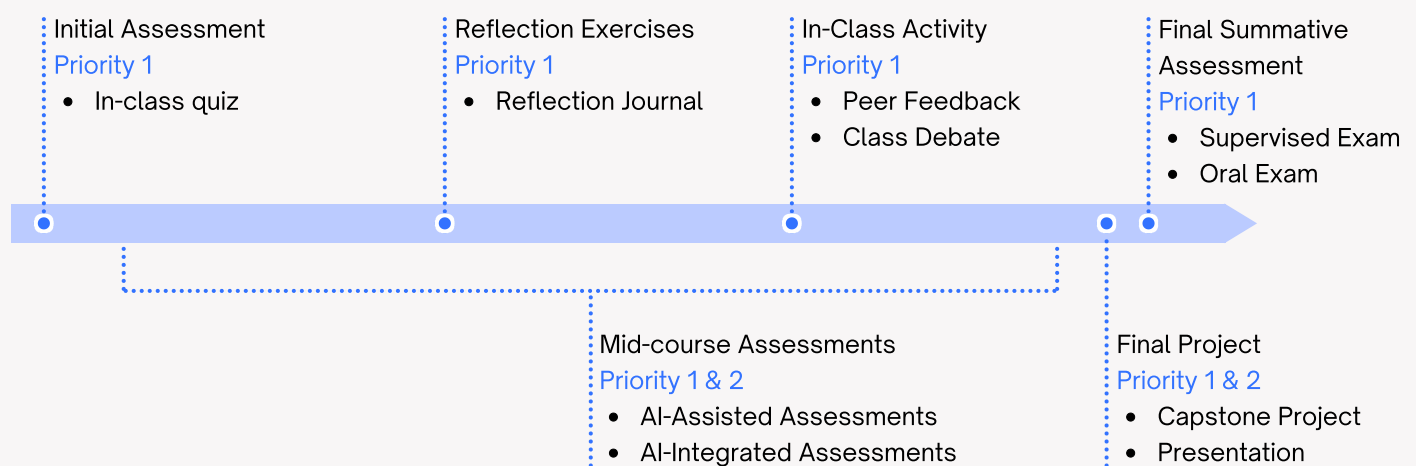 Initial Assessment
Priority 1
• In-class quiz
Reflection Exercises
Priority 1
• Reflection Journal
In-Class Activity
Priority 1
• Peer Feedback
• Class Debate
Final Summative
Assessment
Priority 1
• Supervised Exam
• Oral Exam
Mid-course Assessments
Priority 1 & 2
• AI-Assisted Assessments
• AI-Integrated Assessments
Final Project
Priority 1 & 2
• Capstone Project
• Presentation